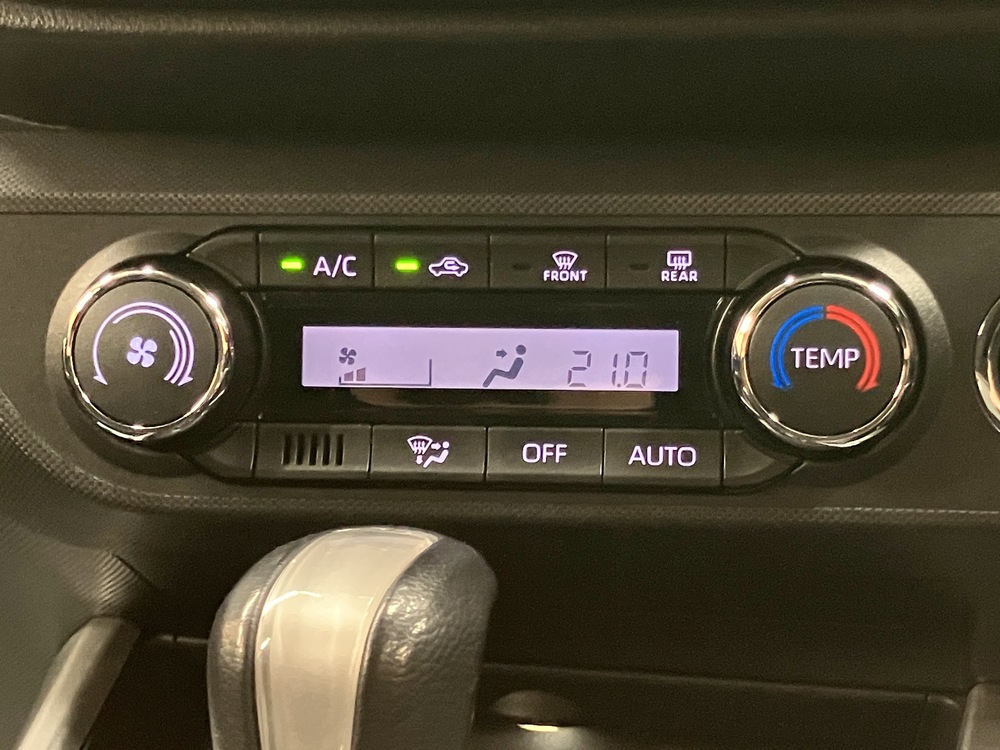 A/C
FRONT
REAR
21.0
TEMP
OFF
AUTO